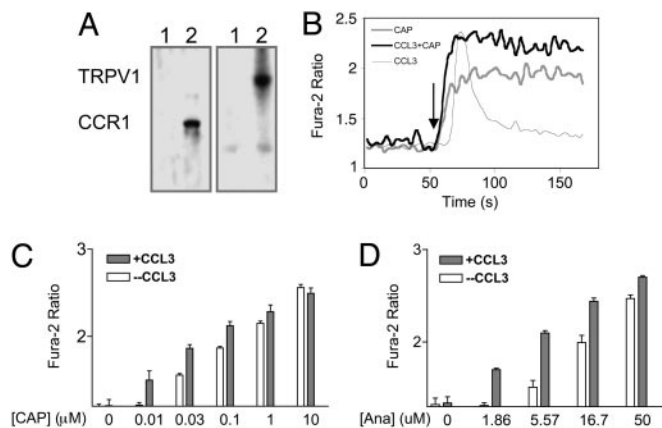 A
1 2 1 2
TRPV1
CCR1
B
2.5
2
1.5
1
Fura-2 Ratio
CAP
CCL3+CAP
CCL3
0 50 100 150 200
Time (s)
C
3
2
Fura-2 Ratio
+CCL3
--CCL3
[CAP] (μM) 0 0.01 0.03 0.1 1 10
D
3
2
Fura-2 Ratio
+CCL3
--CCL3
[Ana] (uM) 0 1.86 5.57 16.7 50